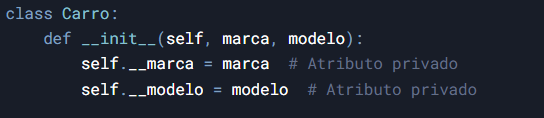 class Carro:
    def __init__(self, marca, modelo):
        self.__marca = marca  # Atributo privado
        self.__modelo = modelo  # Atributo privado